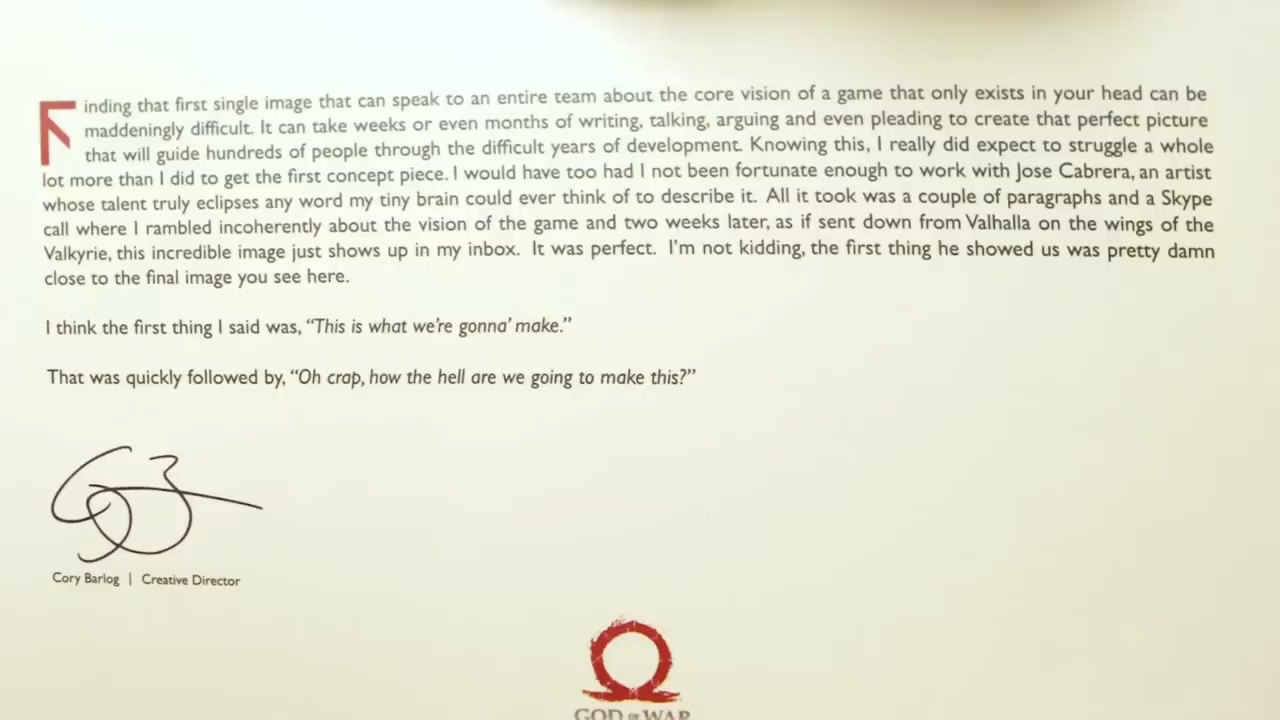 Finding that first single image that can speak to an entire team about the core vision of a game that only exists in your head can be
maddeningly difficult. It can take weeks or even months of writing, talking, arguing and even pleading to create that perfect picture
that will guide hundreds of people through the difficult years of development. Knowing this, I really did expect to struggle a whole
lot more than I did to get the first concept piece. I would have too had I not been fortunate enough to work with Jose Cabrera, an artist
whose talent truly eclipses any word my tiny brain could ever think of to describe it. All it took was a couple of paragraphs and a Skype
call where I rambled incoherently about the vision of the game and two weeks later, as if sent down from Valhalla on the wings of the
Valkyrie, this incredible image just shows up in my inbox. It was perfect. I'm not kidding, the first thing he showed us was pretty damn
close to the final image you see here.
I think the first thing I said was, “This is what we're gonna' make.”
That was quickly followed by, “Oh crap, how the hell are we going to make this?”
Cory Barlog | Creative Director
GOD OF WAR